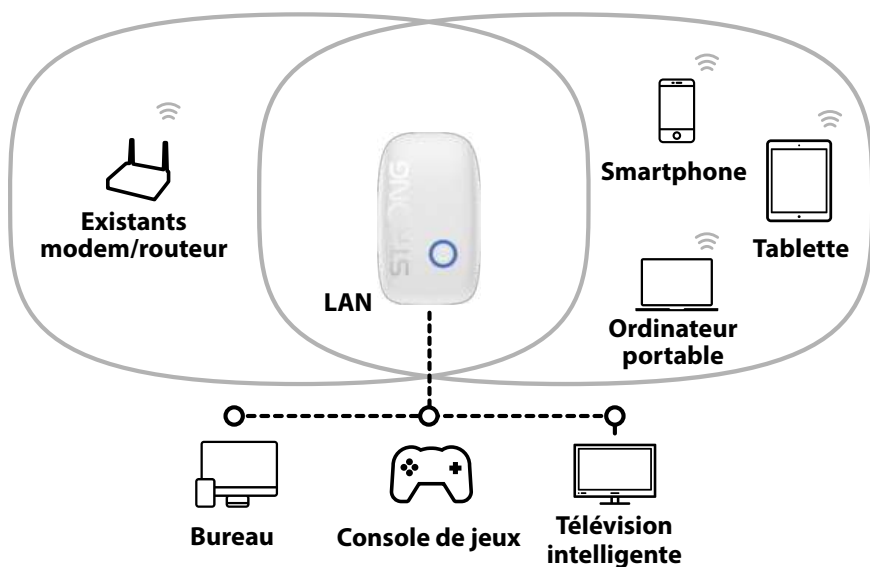 Smartphone
Existants
modem/routeur
STRONG
Tablette
LAN
Ordinateur
portable
Bureau
Console de jeux
Télévision
intelligente